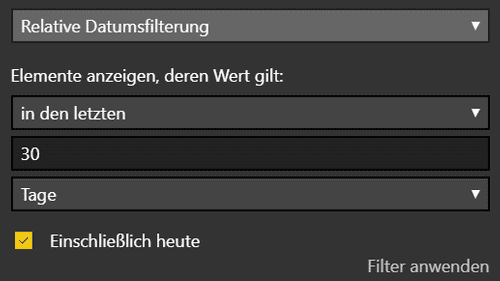 Relative Datumsfilterung
Elemente anzeigen, deren Wert gilt:
in den letzten
30
Tage
Einschließlich heute
Filter anwenden